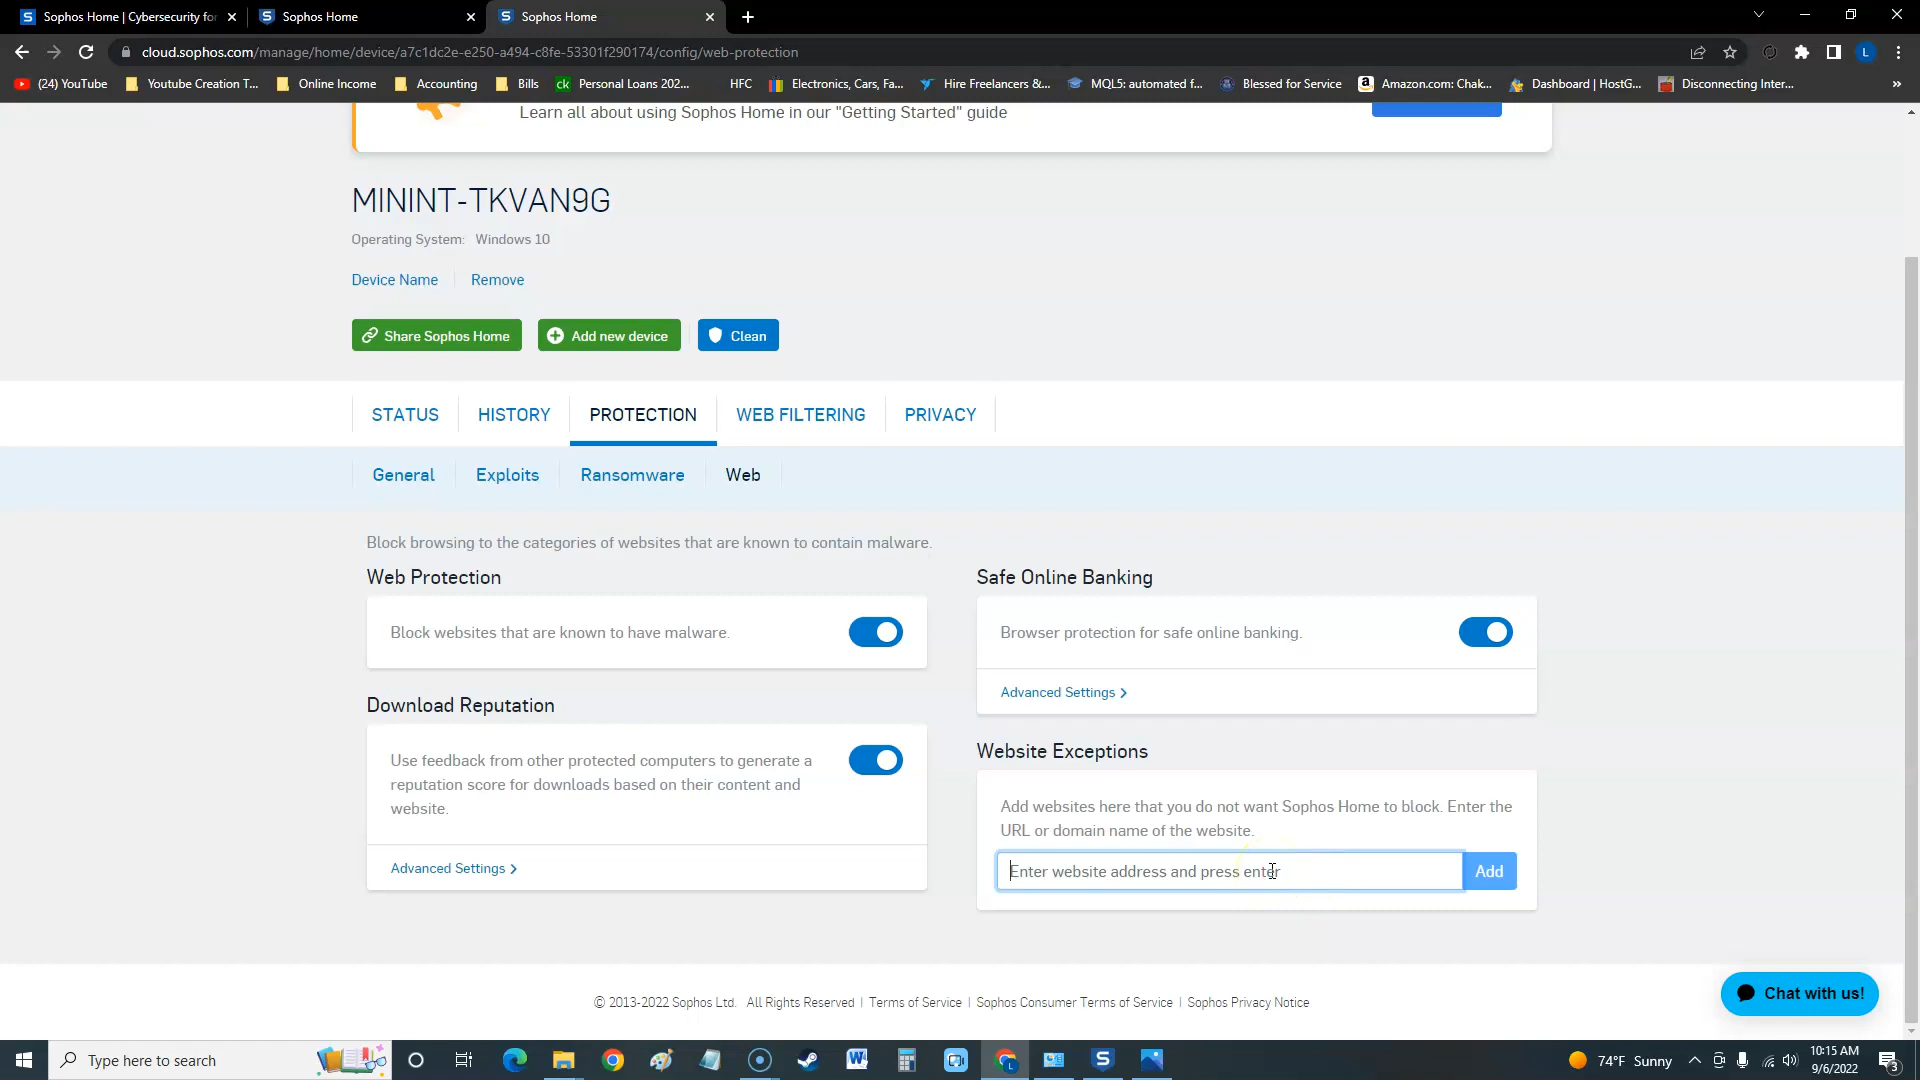 Sophos Home | Cybersecurity for
Sophos Home
Sophos Home
cloud.sophos.com/manage/home/device/a7c1dc2e-e250-a494-c8fe-53301f290174/config/web-protection
L
(24) YouTube
Youtube Creation T...
Online Income
Accounting
Bills
ck Personal Loans 202...
HFC
Electronics, Cars, Fa...
Hire Freelancers &...
MQL5: automated f...
Blessed for Service
Amazon.com: Chak...
Dashboard | HostG...
Disconnecting Inter...
»
Learn all about using Sophos Home in our "Getting Started" guide
MININT-TKVAN9G
Operating System: Windows 10
Device Name
Remove
Share Sophos Home
Add new device
Clean
STATUS
HISTORY
PROTECTION
WEB FILTERING
PRIVACY
General
Exploits
Ransomware
Web
Block browsing to the categories of websites that are known to contain malware.
Web Protection
Block websites that are known to have malware.
Download Reputation
Use feedback from other protected computers to generate a
reputation score for downloads based on their content and
website.
Advanced Settings >
Safe Online Banking
Browser protection for safe online banking.
Advanced Settings >
Website Exceptions
Add websites here that you do not want Sophos Home to block. Enter the
URL or domain name of the website.
Enter website address and press enter
Add
© 2013-2022 Sophos Ltd. All Rights Reserved | Terms of Service | Sophos Consumer Terms of Service | Sophos Privacy Notice
Chat with us!
Type here to search
74°F Sunny
10:15 AM
9/6/2022
3